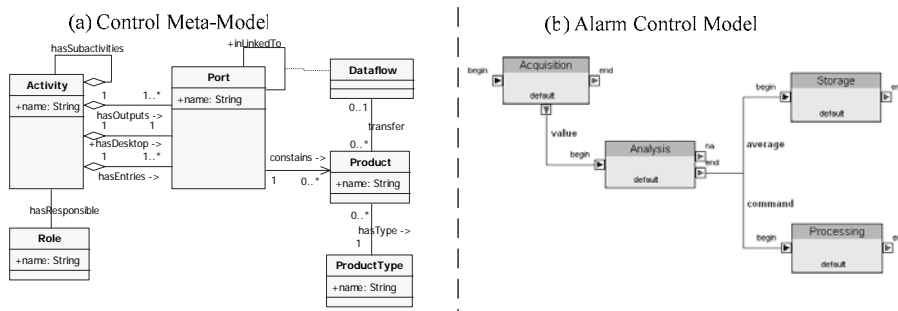 (a) Control Meta-Model
hasSubactivities
+inLinkedTo
Activity
+name: String
Port
+name: String
Dataflow
1
1..*
hasOutputs ->
1
1
+hasDesktop ->
1
1..*
hasEntries ->
0..1
transfer
0..*
constains ->
1
0..*
Product
+name: String
hasResponsible
Role
+name: String
0..*
hasType ->
1
ProductType
+name: String
(b) Alarm Control Model
begin
Acquisition
end
default
value
begin
Analysis
na
end
default
average
begin
Storage
default
command
begin
Processing
default